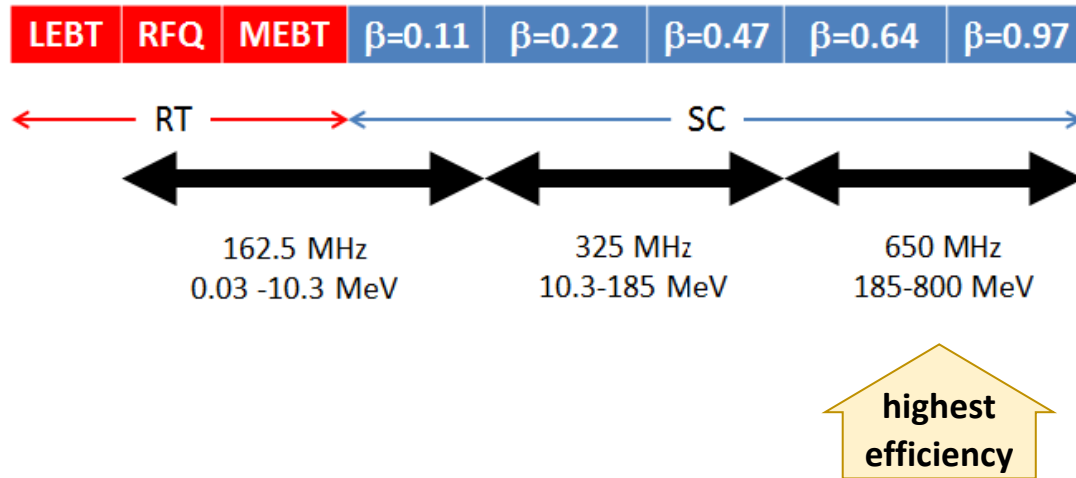 LEBT RFQ MEBT β=0.11 β=0.22 β=0.47 β=0.64 β=0.97
RT SC
162.5 MHz 325 MHz 650 MHz
0.03 -10.3 MeV 10.3-185 MeV 185-800 MeV
highest
efficiency